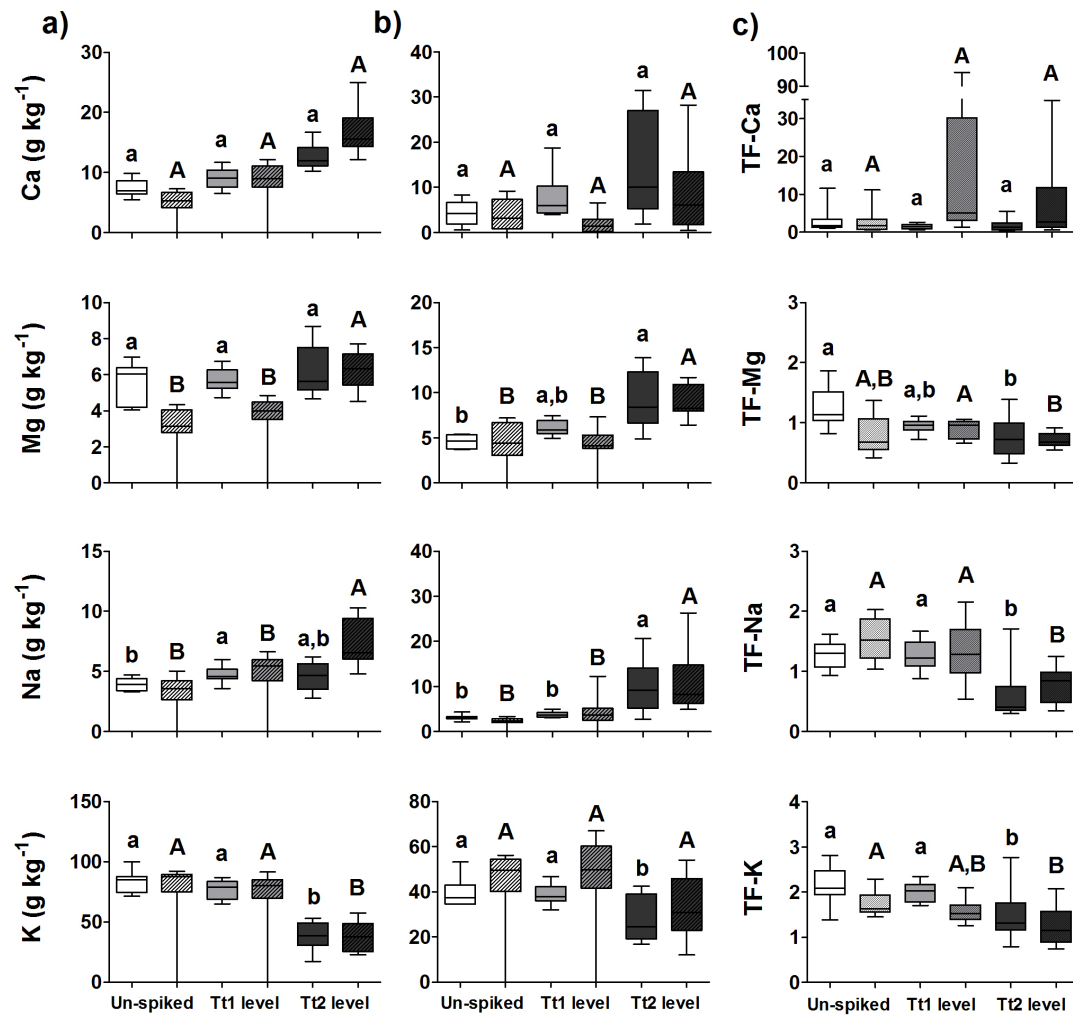 a) b) c)
Ca (g kg-1)
30
20
10
0
a A a A a A
40
30
20
10
0
a A a A a A
TF-Ca
100
90
30
20
10
0
a A a A a A
Mg (g kg-1)
10
8
6
4
2
0
a B a B a A
20
15
10
5
0
b B a,b B a A
TF-Mg
3
2
1
0
a A,B a,b A b B
Na (g kg-1)
15
10
5
0
b B a B a,b A
40
30
20
10
0
b B b B a A
TF-Na
3
2
1
0
a A a A b B
K (g kg-1)
150
100
50
0
a A a A b B
80
60
40
20
0
a A a A b A
TF-K
4
3
2
1
0
a A a A,B b B
Un-spiked Tt1 level Tt2 level
Un-spiked Tt1 level Tt2 level
Un-spiked Tt1 level Tt2 level